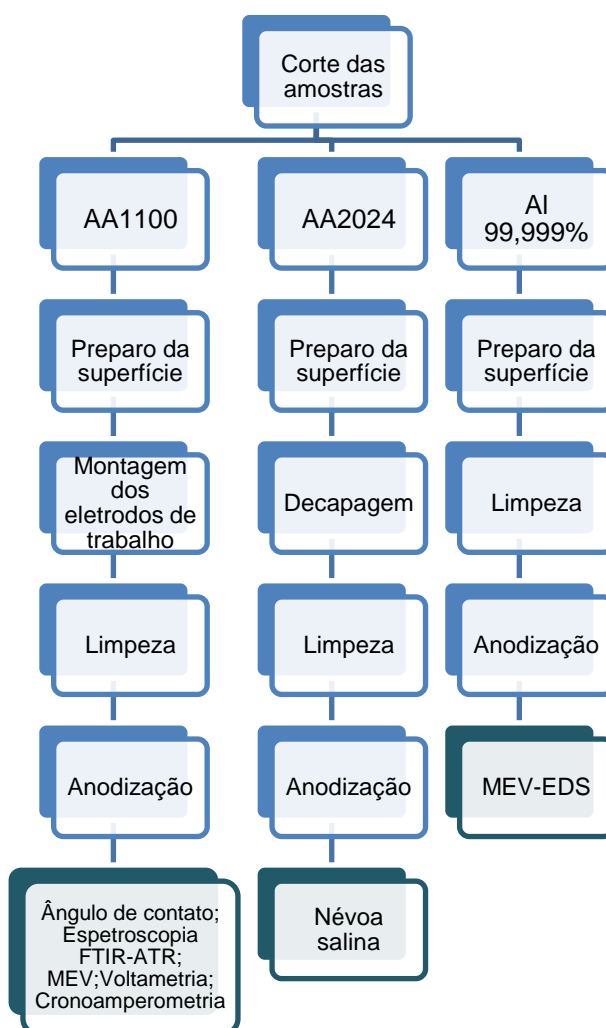 Corte das
amostras
AA1100
Preparo da
superfície
Montagem
dos
eletrodos de
trabalho
Limpeza
Anodização
Ângulo de contato;
Espetroscopia
FTIR-ATR;
MEV;Voltametria;
Cronoamperometria
AA2024
Preparo da
superfície
Decapagem
Limpeza
Anodização
Névoa
salina
Al
99,999%
Preparo da
superfície
Limpeza
Anodização
MEV-EDS